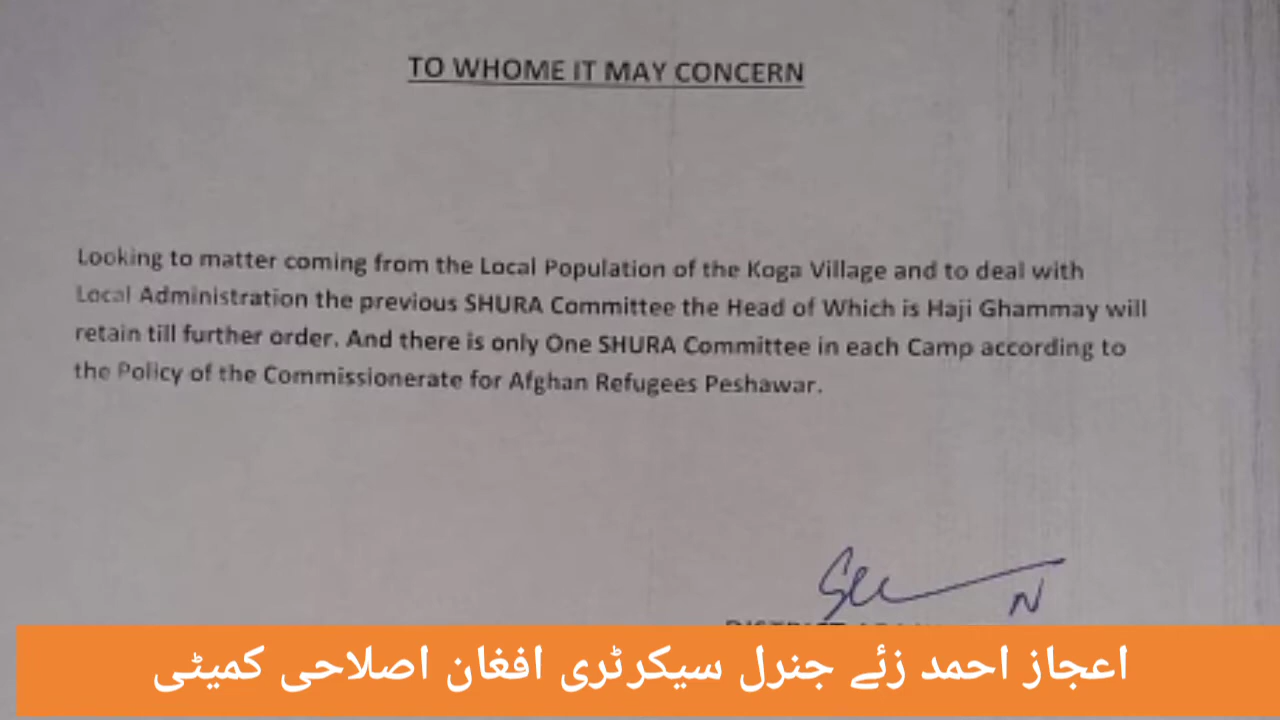 TO WHOME IT MAY CONCERN
Looking to matter coming from the Local Population of the Koga Village and to deal with
Local Administration the previous SHURA Committee the Head of Which is Haji Ghammay will
retain till further order. And there is only One SHURA Committee in each Camp according to
the Policy of the Commissionerate for Afghan Refugees Peshawar.
اعجاز احمد زئے جنرل سیکرٹری افغان اصلاحی کمیٹی